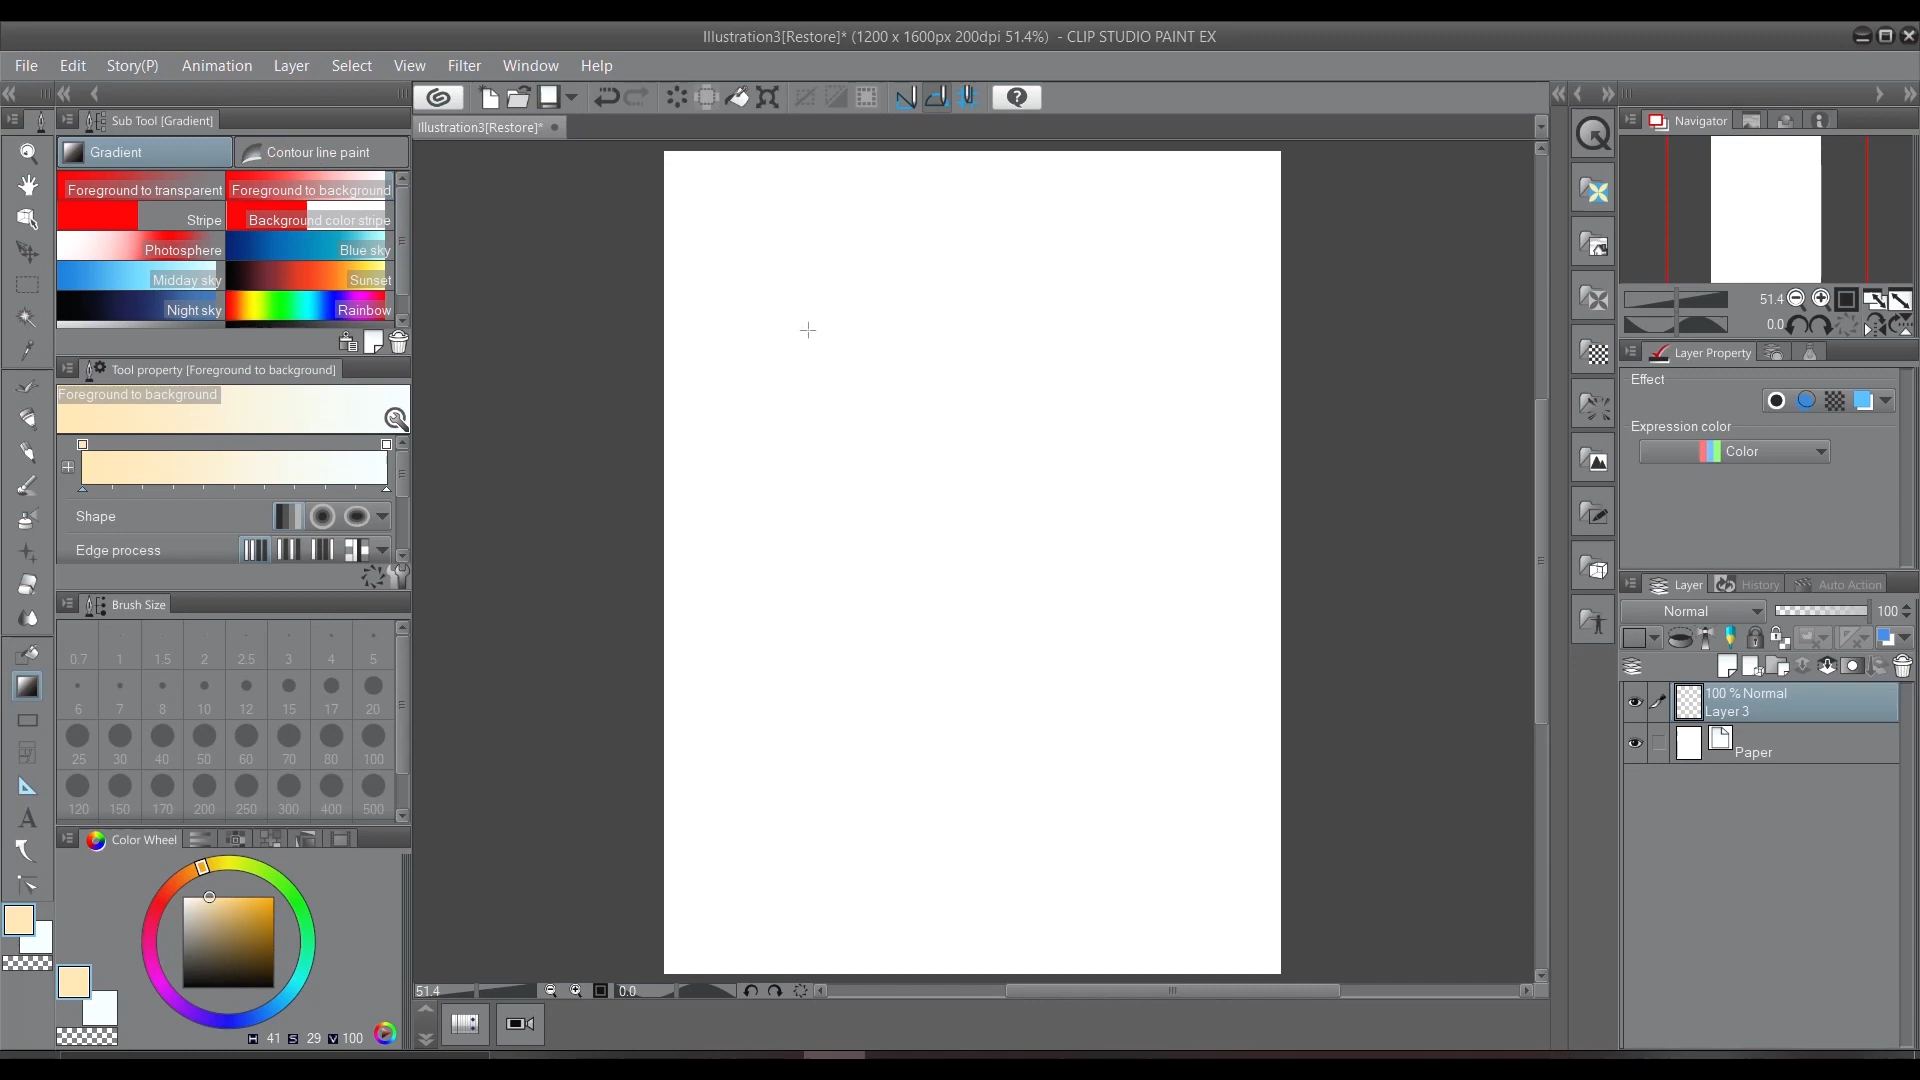 Illustration3[Restore]* (1200 x 1600px 200dpi 51.4%) - CLIP STUDIO PAINT EX
File Edit Story(P) Animation Layer Select View Filter Window Help
Sub Tool [Gradient]
Illustration3[Restore]*
Navigator
Gradient Contour line paint
Foreground to transparent Foreground to background
Stripe Background color stripe
Photosphere Blue sky
Midday sky Sunset
Night sky Rainbow
51.4
0.0
Tool property [Foreground to background]
Foreground to background
Shape
Edge process
Layer Property
Effect
Expression color
Color
Brush Size
0.7 1 1.5 2 2.5 3 4 5
6 7 8 10 12 15 17 20
25 30 40 50 60 70 80 100
120 150 170 200 250 300 400 500
Layer History Auto Action
Normal 100
100 % Normal
Layer 3
Paper
Color Wheel
H 41 S 29 V 100
51.4 0.0